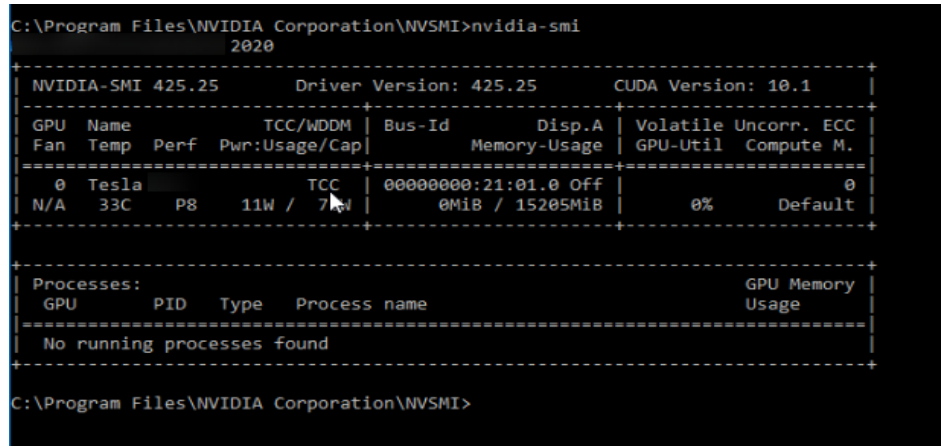 C:\Program Files\NVIDIA Corporation\NVSMI>nvidia-smi
2020
+-----------------------------------------------------------------------------+
| NVIDIA-SMI 425.25       Driver Version: 425.25       CUDA Version: 10.1     |
|-------------------------------+----------------------+----------------------+
| GPU  Name            TCC/WDDM | Bus-Id        Disp.A | Volatile Uncorr. ECC |
| Fan  Temp  Perf  Pwr:Usage/Cap|         Memory-Usage | GPU-Util  Compute M. |
|===============================+======================+======================|
|   0  Tesla               TCC  | 00000000:21:01.0 Off |                    0 |
| N/A   33C    P8    11W /      |      0MiB / 15205MiB |      0%      Default |
+-------------------------------+----------------------+----------------------+
+-----------------------------------------------------------------------------+
| Processes:                                                       GPU Memory |
|  GPU       PID   Type   Process name                             Usage      |
|=============================================================================|
|  No running processes found                                                 |
+-----------------------------------------------------------------------------+
C:\Program Files\NVIDIA Corporation\NVSMI>